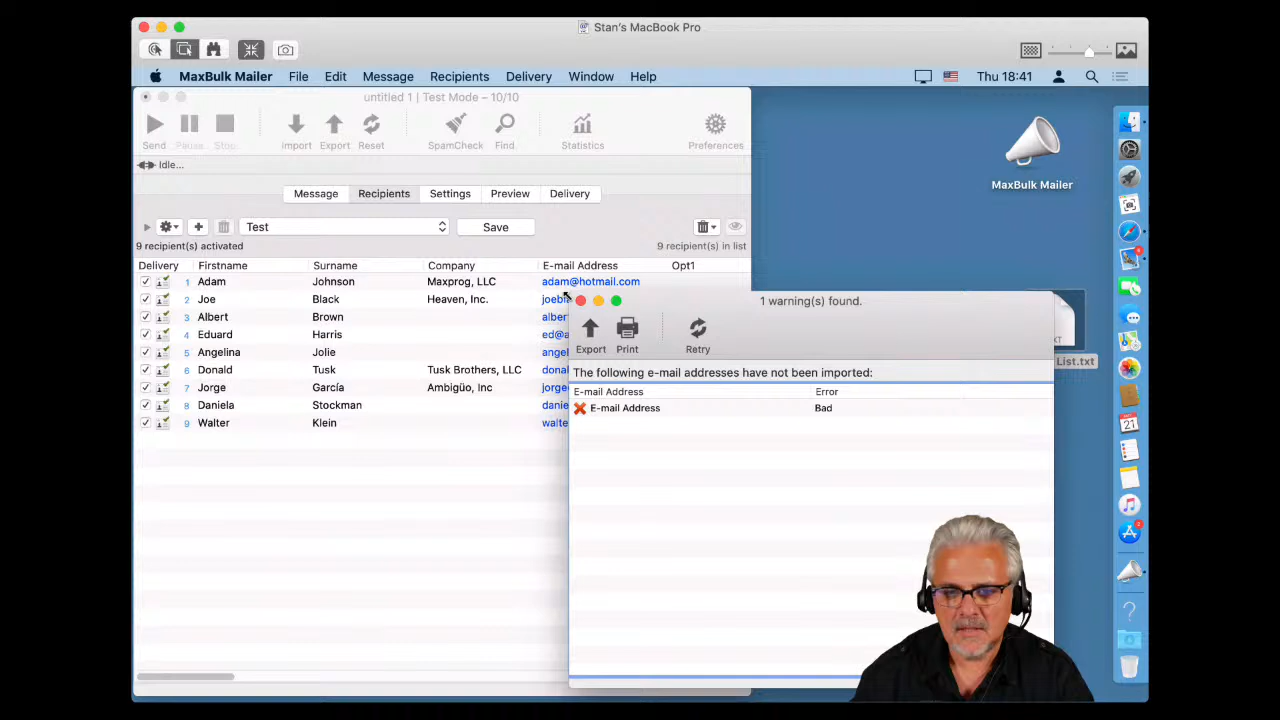 Stan's MacBook Pro
MaxBulk Mailer File Edit Message Recipients Delivery Window Help Thu 18:41
untitled 1 | Test Mode – 10/10
Send Pause Stop Import Export Reset SpamCheck Find Statistics Preferences
Idle...
Message Recipients Settings Preview Delivery
Test Save
9 recipient(s) activated 9 recipient(s) in list
Delivery Firstname Surname Company E-mail Address Opt1
1 Adam Johnson Maxprog, LLC adam@hotmail.com
2 Joe Black Heaven, Inc.
3 Albert Brown
4 Eduard Harris
5 Angelina Jolie
6 Donald Tusk Tusk Brothers, LLC
7 Jorge García Ambigüo, Inc
8 Daniela Stockman
9 Walter Klein
MaxBulk Mailer
1 warning(s) found.
Export Print Retry
List.txt
The following e-mail addresses have not been imported:
E-mail Address Error
E-mail Address Bad